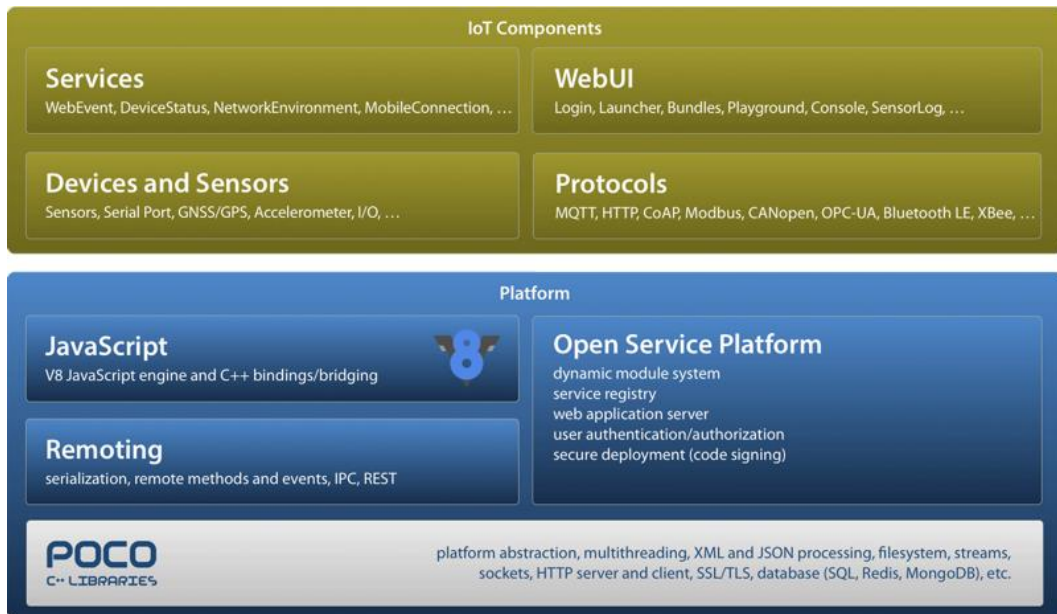 IoT Components
Services
WebEvent, DeviceStatus, NetworkEnvironment, MobileConnection, …
WebUI
Login, Launcher, Bundles, Playground, Console, SensorLog, …
Devices and Sensors
Sensors, Serial Port, GNSS/GPS, Accelerometer, I/O, …
Protocols
MQTT, HTTP, CoAP, Modbus, CANopen, OPC-UA, Bluetooth LE, XBee, …
Platform
JavaScript
V8 JavaScript engine and C++ bindings/bridging
8
Remoting
serialization, remote methods and events, IPC, REST
Open Service Platform
dynamic module system
service registry
web application server
user authentication/authorization
secure deployment (code signing)
POCO
C++ LIBRARIES
platform abstraction, multithreading, XML and JSON processing, filesystem, streams,
sockets, HTTP server and client, SSL/TLS, database (SQL, Redis, MongoDB), etc.